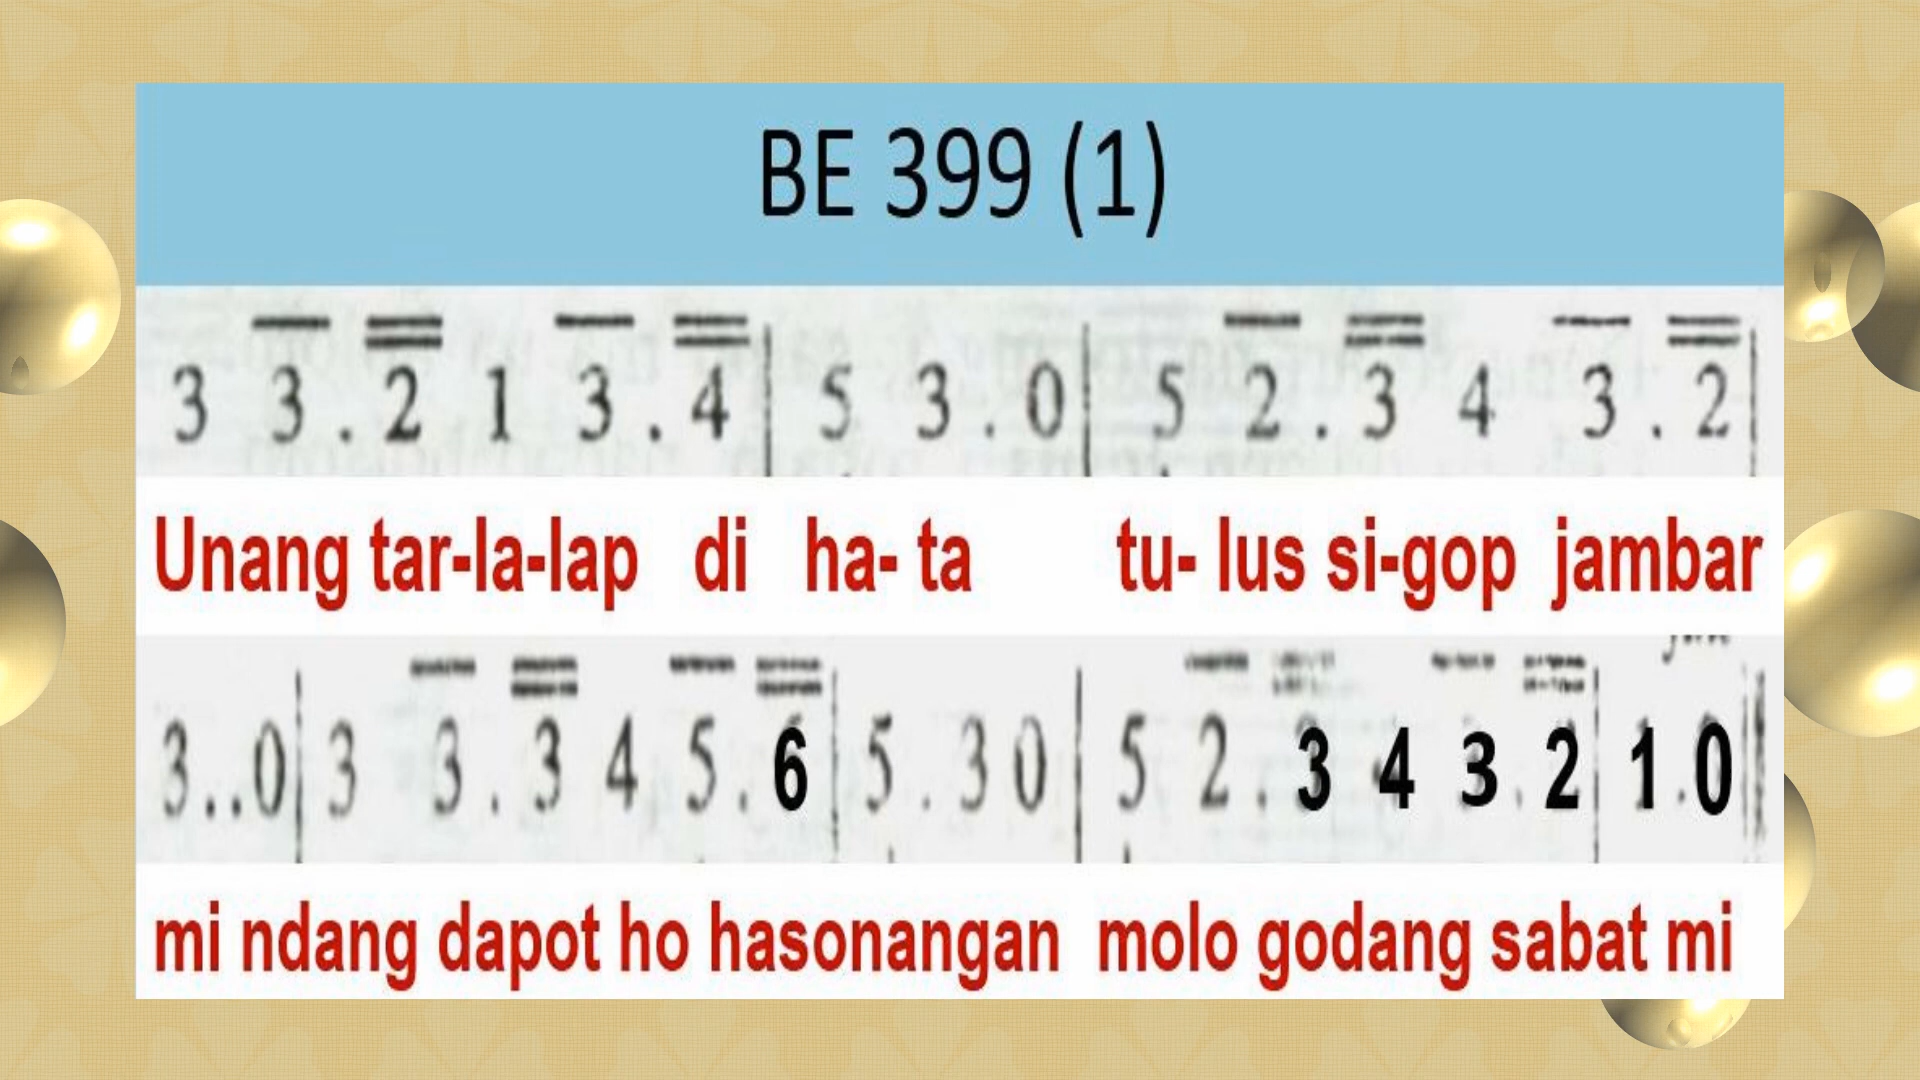 BE 399 (1)
3 3 . 2 1 3 . 4 | 5 3 . 0 | 5 2 . 3 4 3 . 2 |
Unang tar-la-lap di ha- ta tu- lus si-gop jambar
3 . . 0 | 3 3 . 3 4 5 . 6 | 5 . 3 0 | 5 2 . 3 4 3 . 2 | 1 . 0 ||
mi ndang dapot ho hasonangan molo godang sabat mi